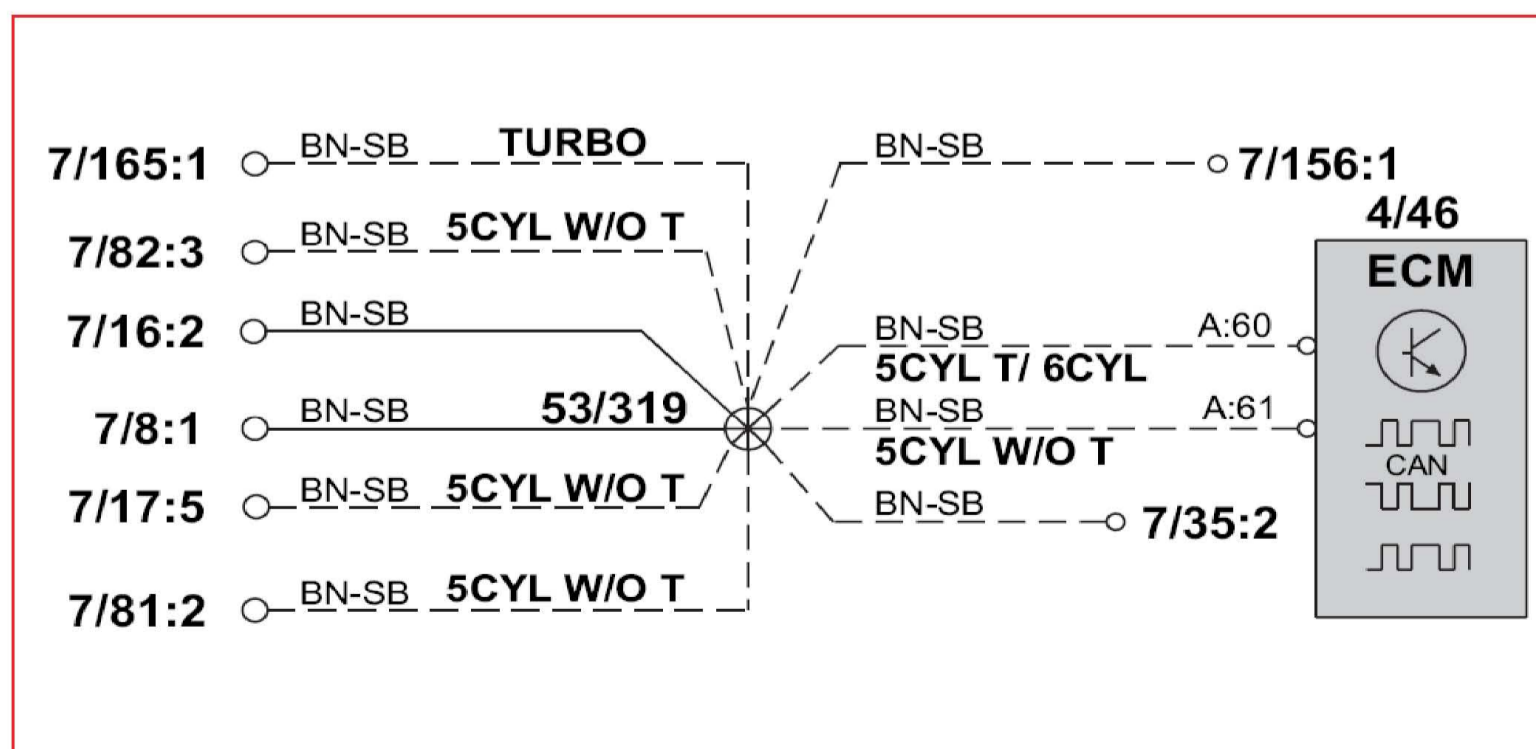 7/165:1 BN-SB TURBO
7/82:3 BN-SB 5CYL W/O T
7/16:2 BN-SB
7/8:1 BN-SB 53/319
7/17:5 BN-SB 5CYL W/O T
7/81:2 BN-SB 5CYL W/O T
BN-SB 7/156:1
4/46
ECM
BN-SB A:60
5CYL T/ 6CYL
BN-SB A:61
5CYL W/O T
CAN
BN-SB 7/35:2